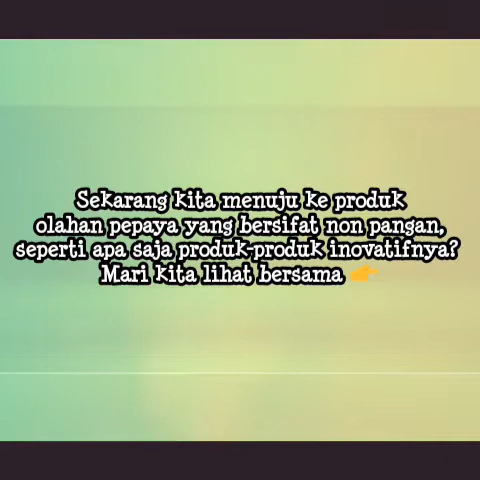 Sekarang kita menuju ke produk
olahan pepaya yang bersifat non pangan,
seperti apa saja produk-produk inovatifnya?
Mari kita lihat bersama 👉